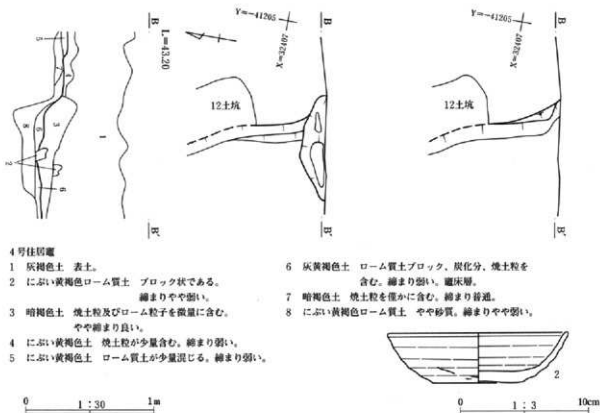 B
L=43.20
B'
5
4
3
8
6
2
7
6
1
Y=-41205
X=32407
B
12土坑
B'
Y=-41205
X=32407
B
12土坑
B'
4号住居竈
1 灰褐色土 表土。
2 にぶい黄褐色ローム質土 ブロック状である。
締まりやや弱い。
3 暗褐色土 焼土粒及びローム粒子を微量に含む。
やや締まり良い。
4 にぶい黄褐色土 焼土粒が少量含む。締まり弱い。
5 にぶい黄褐色土 ローム質土が少量混じる。締まり弱い。
6 灰黄褐色土 ローム質土ブロック、炭化分、焼土粒を
含む。締まり弱い。竈床層。
7 暗褐色土 焼土粒を僅かに含む。締まり普通。
8 にぶい黄褐色ローム質土 やや砂質。締まりやや弱い。
2
0 1:30 1m
0 1:3 10cm